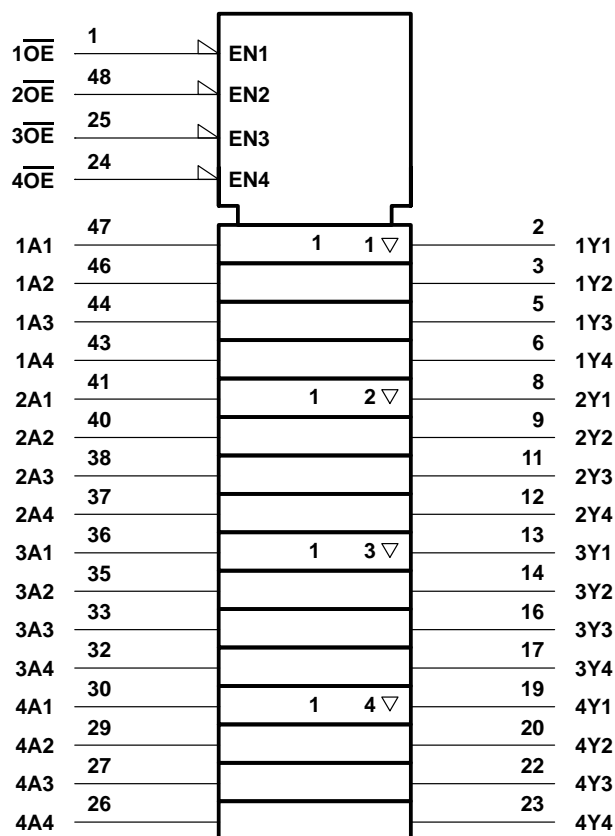 1O̅E̅ 1 EN1
2O̅E̅ 48 EN2
3O̅E̅ 25 EN3
4O̅E̅ 24 EN4
1A1 47 1 1 ▽ 2 1Y1
1A2 46 3 1Y2
1A3 44 5 1Y3
1A4 43 6 1Y4
2A1 41 1 2 ▽ 8 2Y1
2A2 40 9 2Y2
2A3 38 11 2Y3
2A4 37 12 2Y4
3A1 36 1 3 ▽ 13 3Y1
3A2 35 14 3Y2
3A3 33 16 3Y3
3A4 32 17 3Y4
4A1 30 1 4 ▽ 19 4Y1
4A2 29 20 4Y2
4A3 27 22 4Y3
4A4 26 23 4Y4